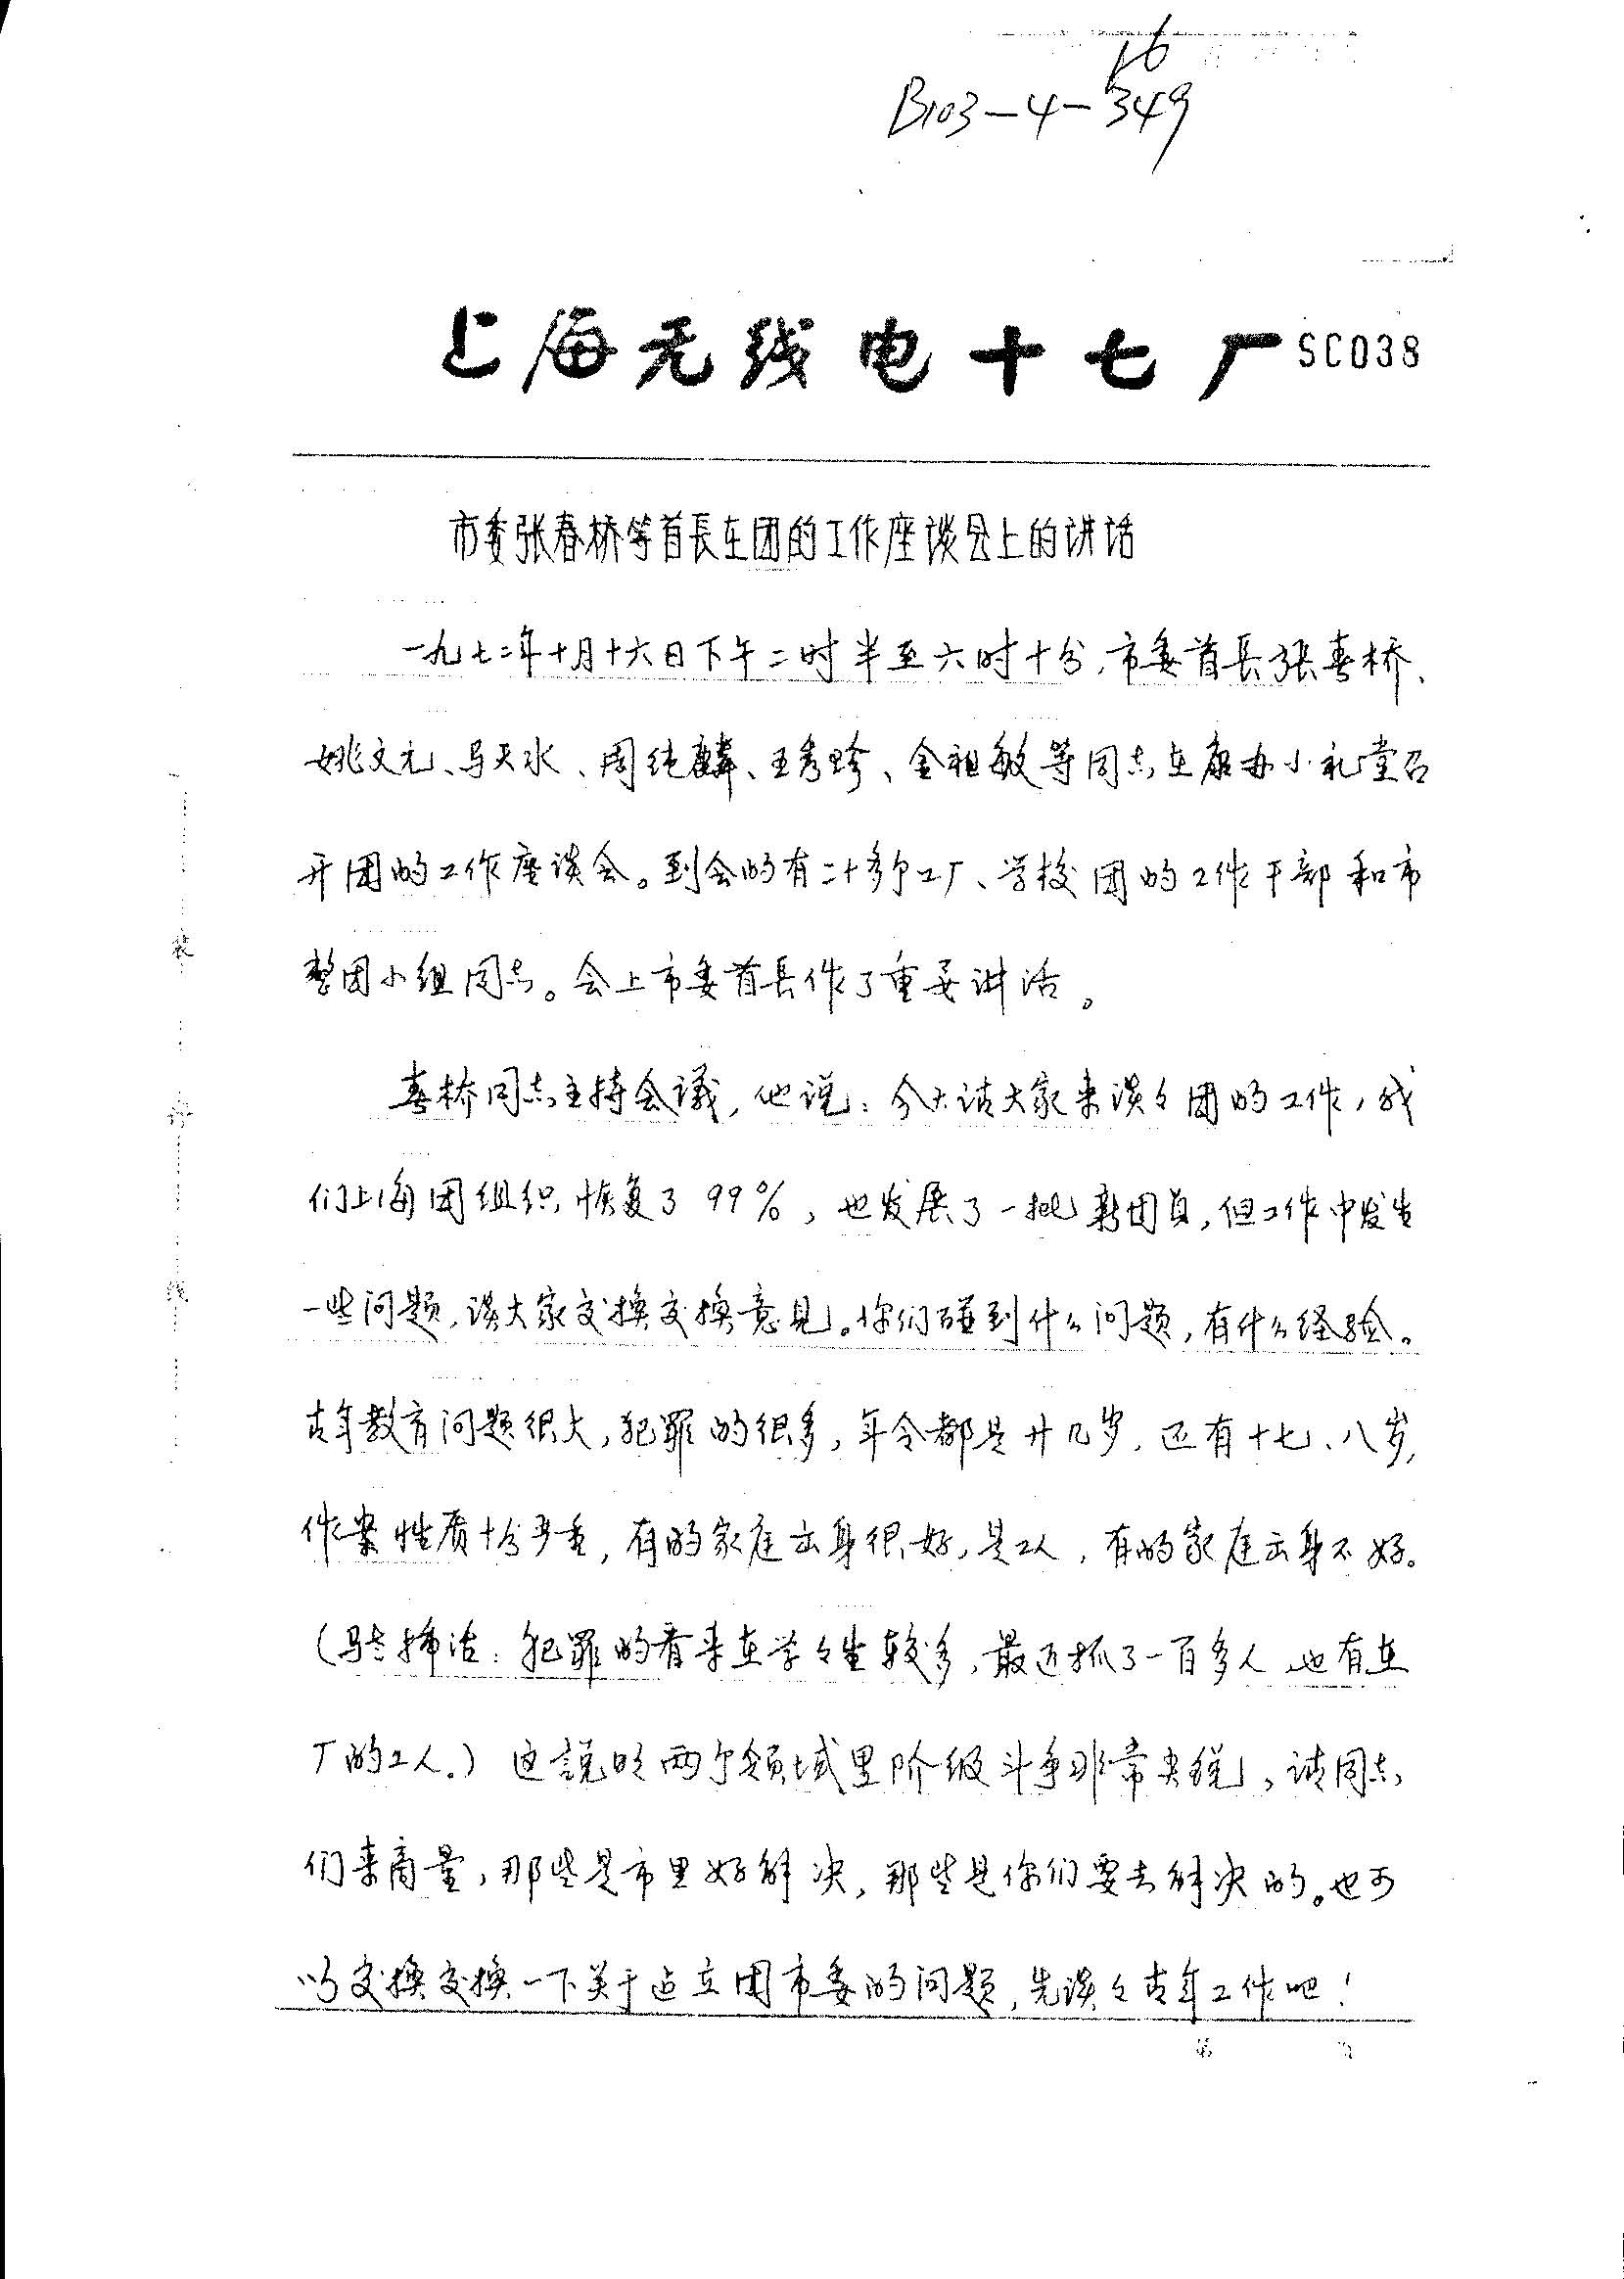 16
B103-4-349
上海无线电十七厂 SC038
市委张春桥等首長在团的工作座谈会上的讲话
一九七二年十月十六日下午二时半至六时十分,市委首長张春桥、
姚文元、马天水、周纯麟、王秀珍、金祖敏等同志在康办小礼堂召
开团的工作座谈会。到会的有二十多个工厂、学校团的工作干部和市
整团小组同志。会上市委首長作了重要讲话。
春桥同志主持会議,他说:今天请大家来谈々团的工作,我
们上海团组织恢复了99%,也发展了一批新团员,但工作中发生
一些问题,请大家交换交换意見。你们碰到什么问题,有什么经验。
青年教育问题很大,犯罪的很多,年令都是廿几岁,还有十七、八岁,
作案性质十分严重,有的家庭出身很好,是工人,有的家庭出身不好。
(马老插话:犯罪的看来在学々生较多,最近抓了一百多人,也有在
厂的工人。)这説明两个领域里阶级斗争非常尖锐,请同志
们来商量,那些是市里好解决,那些是你们要去解决的。也可
以交换交换一下关于建立团市委的问题,先谈々青年工作吧!
装
订
线
第 页